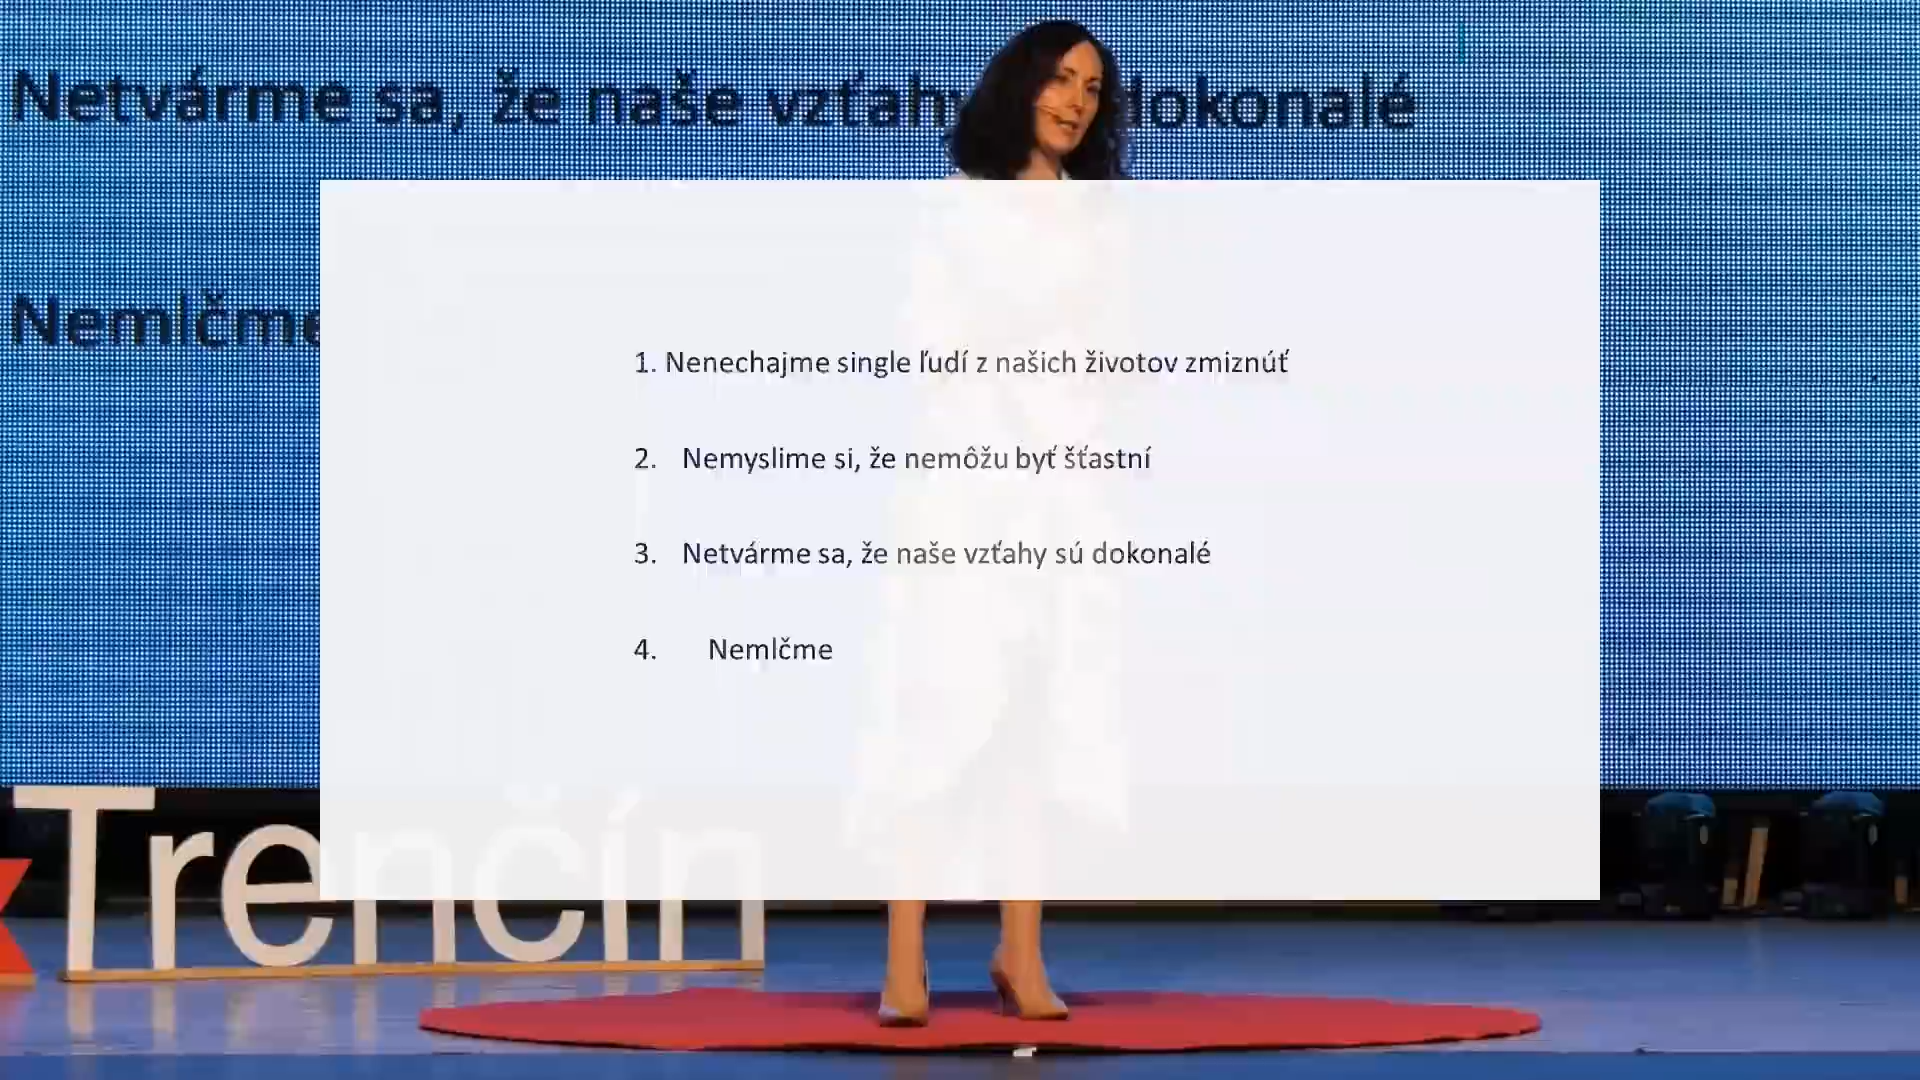 Netvárme sa, že naše vzťahy dokonalé
Nemlčme
1. Nenechajme single ľudí z našich životov zmiznúť
2. Nemyslime si, že nemôžu byť šťastní
3. Netvárme sa, že naše vzťahy sú dokonalé
4. Nemlčme
x Trenčín